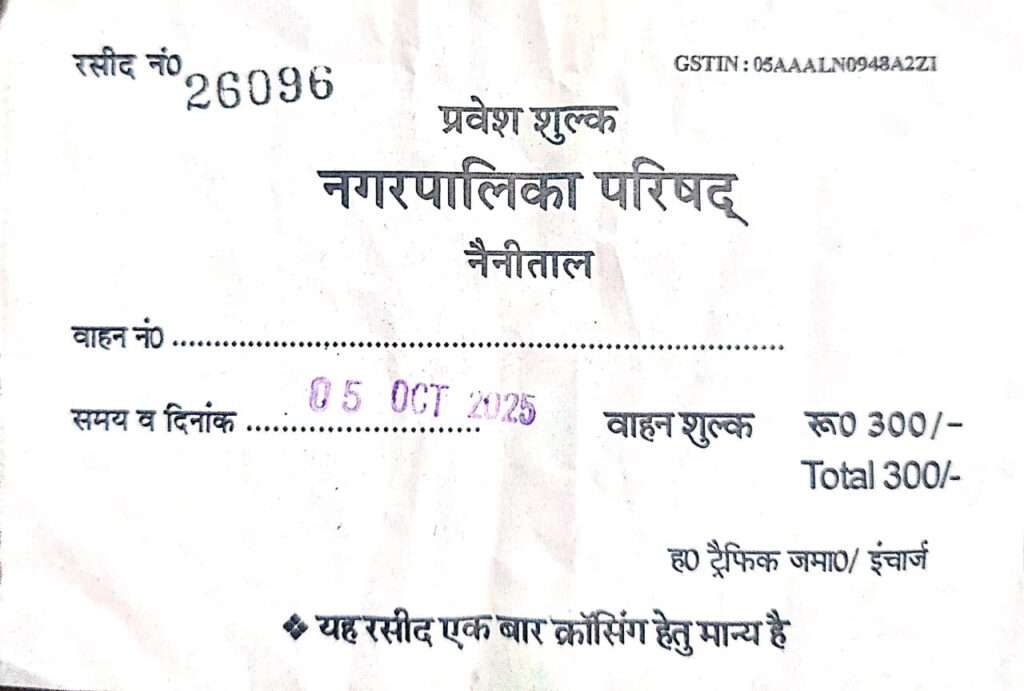 रसीद नं0 26096
GSTIN : 05AAALN0948A2Z1
प्रवेश शुल्क
नगरपालिका परिषद्
नैनीताल
वाहन नं0 ....................................................................................
समय व दिनांक ................................ 05 OCT 2025
वाहन शुल्क रू0 300/-
Total 300/-
ह0 ट्रैफिक जमा0/ इंचार्ज
❖ यह रसीद एक बार क्रॉसिंग हेतु मान्य है